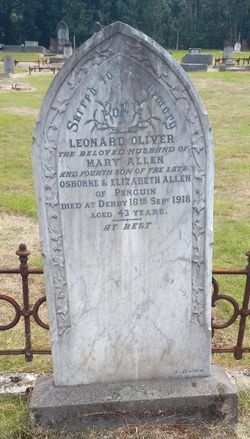 Sacred to the Memory
OF
LEONARD OLIVER
THE BELOVED HUSBAND OF
MARY ALLEN
AND FOURTH SON OF THE LATE
OSBORNE & ELIZABETH ALLEN
OF PENGUIN
DIED AT DERBY 18TH SEPT 1918
AGED 43 YEARS.
AT REST